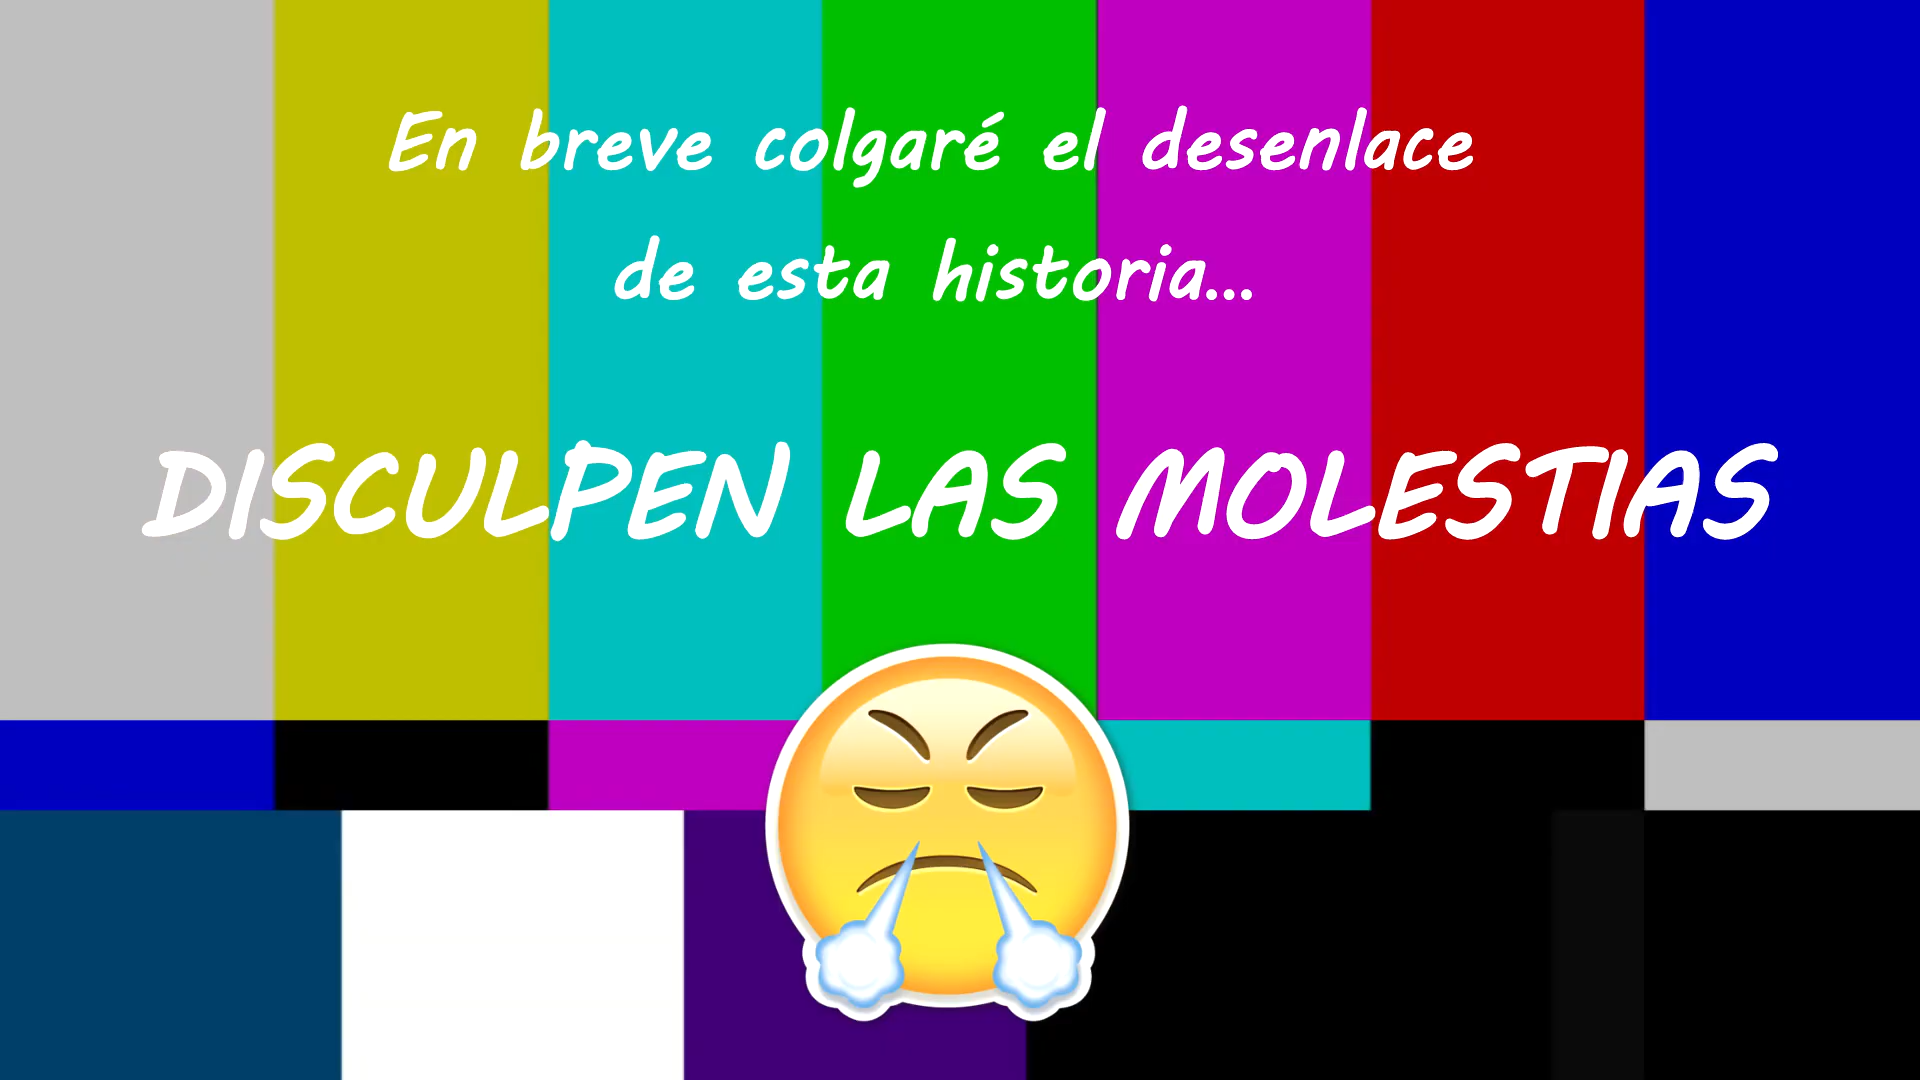 En breve colgaré el desenlace
de esta historia...
DISCULPEN LAS MOLESTIAS